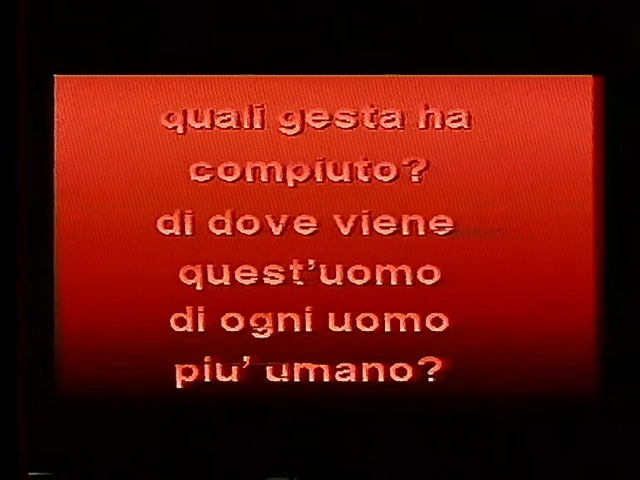 quali gesta ha
compiuto?
di dove viene
quest'uomo
di ogni uomo
piu' umano?